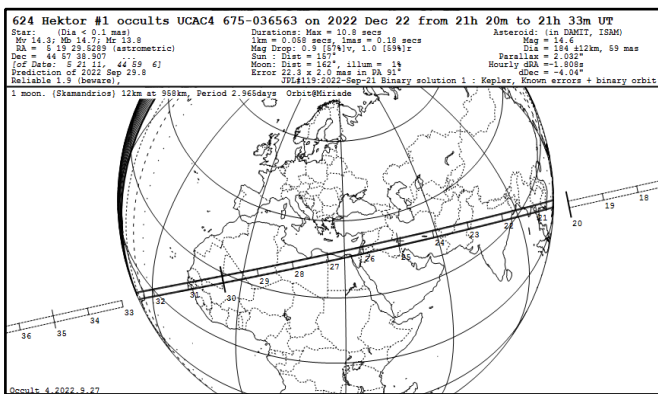 624 Hektor #1 occults UCAC4 675-036563 on 2022 Dec 22 from 21h 20m to 21h 33m UT
Star: (Dia < 0.1 mas) Durations: Max = 10.8 secs Asteroid: (in DAMIT, ISAM)
Mv 14.3; Mb 14.7; Mr 13.8 1km = 0.058 secs, 1mas = 0.18 secs Mag = 14.6
RA = 5 19 29.5289 (astrometric) Mag Drop: 0.9 [57%]v, 1.0 [59%]r Dia = 184 ±12km, 59 mas
Dec = 44 57 38.907 ... Sun : Dist = 157° Parallax = 2.032"
[of Date: 5 21 11, 44 59 6] Moon: Dist = 162°, illum = 1% Hourly dRA =-1.808s
Prediction of 2022 Sep 29.8 Error 22.3 x 2.0 mas in PA 91° dDec = -4.04"
Reliable 1.9 (beware), JPL#119:2022-Sep-21 Binary solution 1 : Kepler, Known errors + binary orbit
1 moon. (Skamandrios) 12km at 958km, Period 2.965days Orbit@Miriade
18
19
20
21
22
23
24
25
26
27
28
29
30
31
32
33
34
35
36
Occult 4.2022.9.27